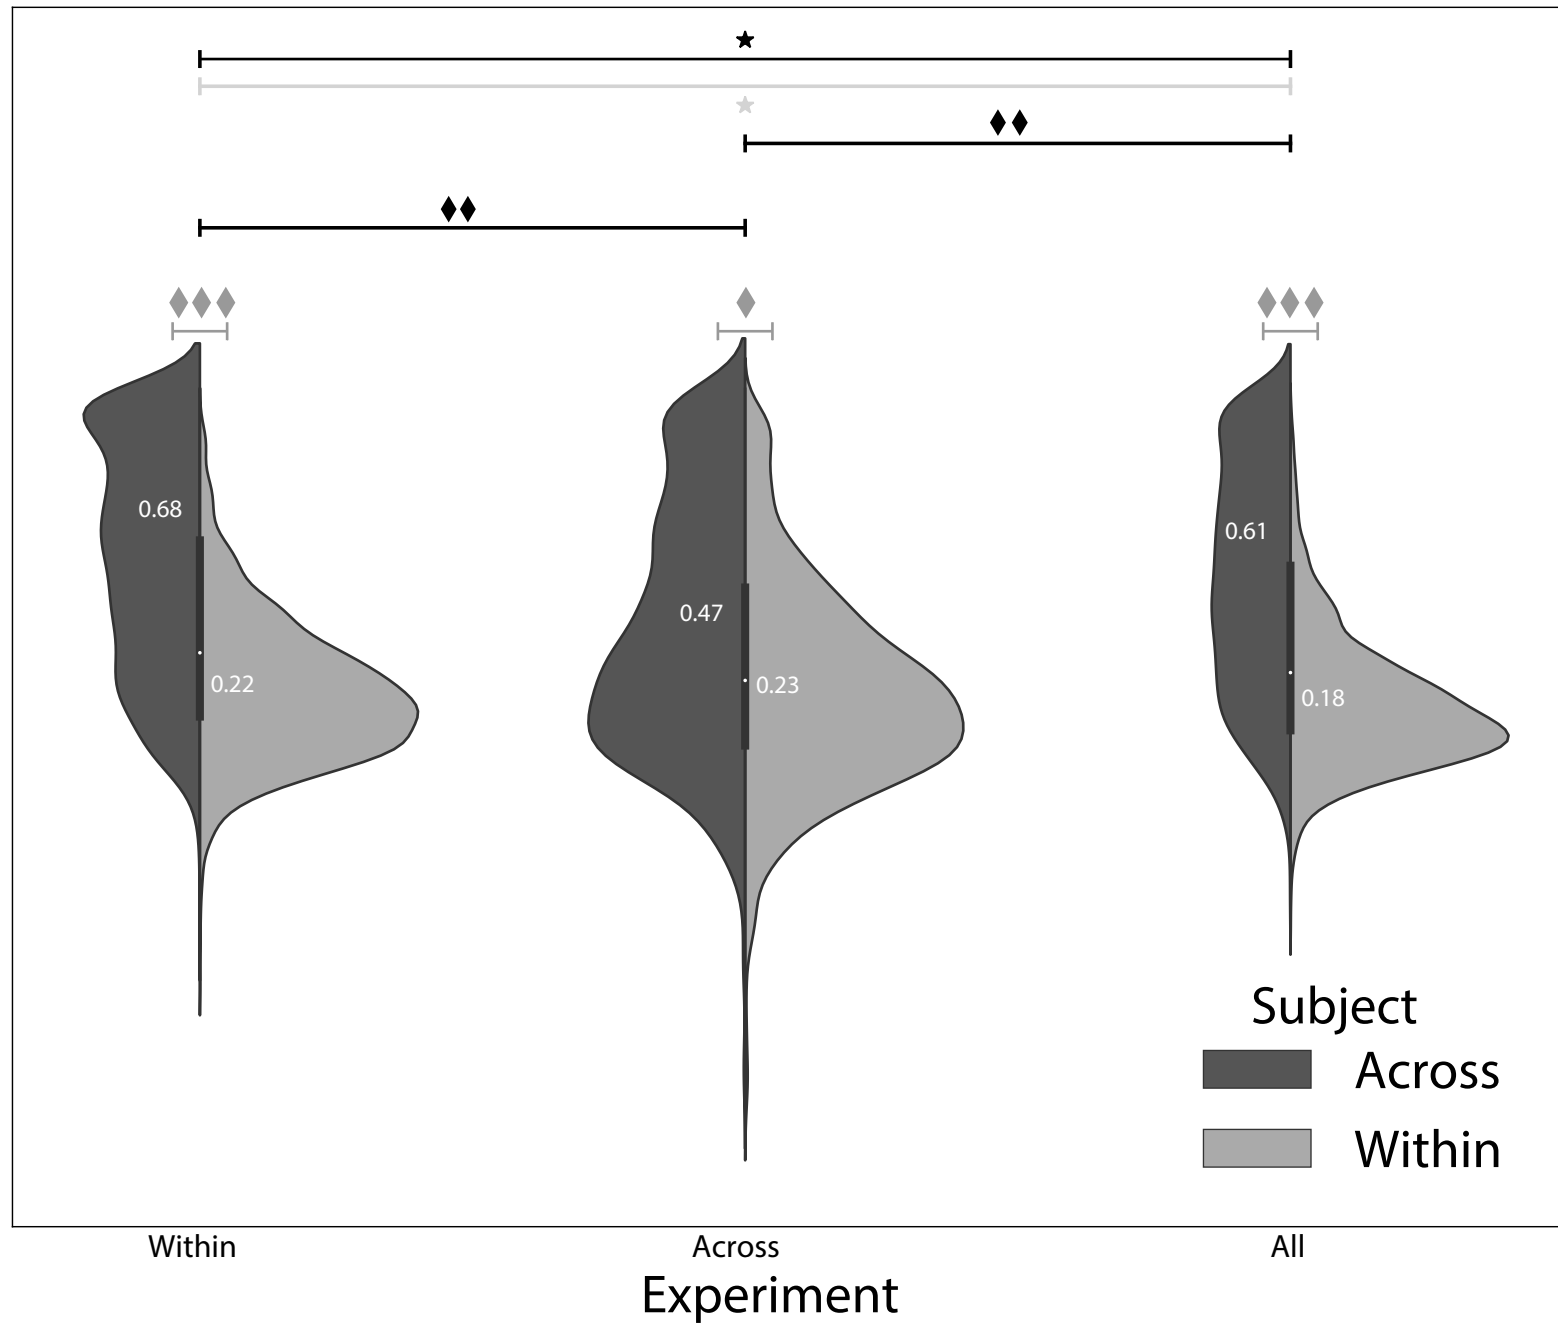 0.68
0.22
0.47
0.23
0.61
0.18
Subject
Across
Within
Within
Across
All
Experiment